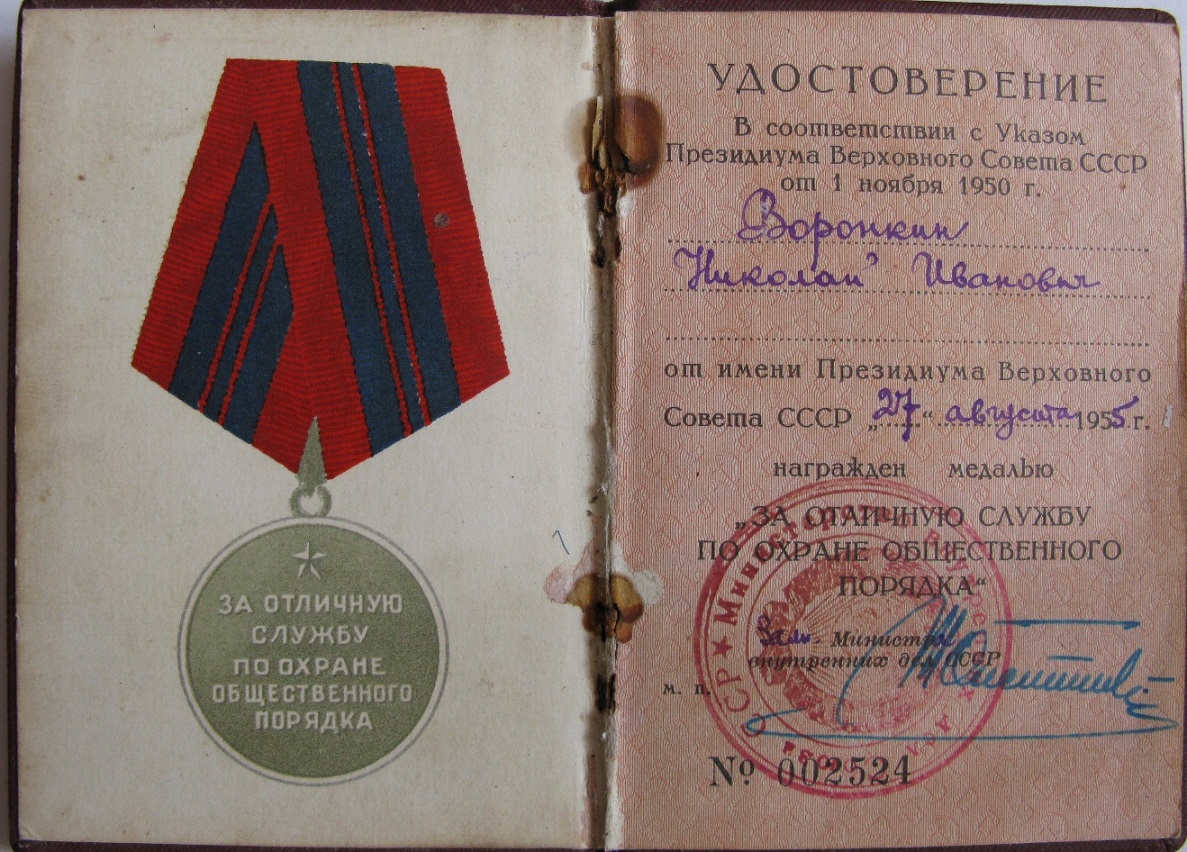 ЗА ОТЛИЧНУЮ
СЛУЖБУ
ПО ОХРАНЕ
ОБЩЕСТВЕННОГО
ПОРЯДКА
УДОСТОВЕРЕНИЕ
В соответствии с Указом
Президиума Верховного Совета СССР
от 1 ноября 1950 г.
Воронкин
Николай Иванович
от имени Президиума Верховного
Совета СССР „27“ августа 1955 г.
награжден медалью
„ЗА ОТЛИЧНУЮ СЛУЖБУ
ПО ОХРАНЕ ОБЩЕСТВЕННОГО
ПОРЯДКА“
Зам. Министра
внутренних дел СССР
м. п.
№ 002524